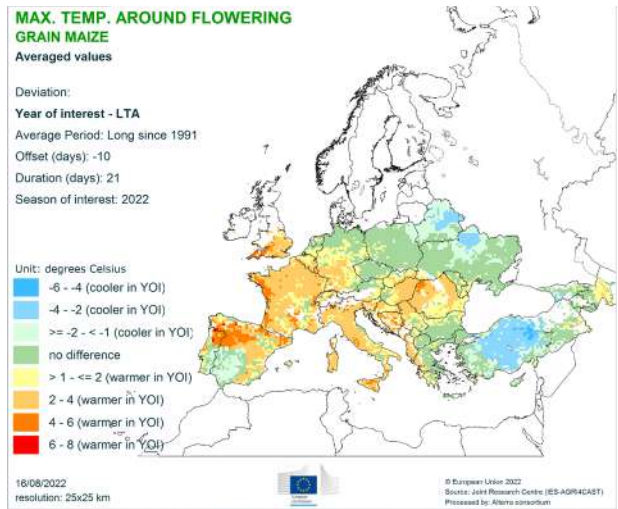 MAX. TEMP. AROUND FLOWERING
GRAIN MAIZE
Averaged values
Deviation:
Year of interest - LTA
Average Period: Long since 1991
Offset (days): -10
Duration (days): 21
Season of interest: 2022
Unit: degrees Celsius
-6 - -4 (cooler in YOI)
-4 - -2 (cooler in YOI)
>= -2 - < -1 (cooler in YOI)
no difference
> 1 - <= 2 (warmer in YOI)
2 - 4 (warmer in YOI)
4 - 6 (warmer in YOI)
6 - 8 (warmer in YOI)
16/08/2022
resolution: 25x25 km
© European Union 2022
Source: Joint Research Centre (IES-AGRI4CAST)
Processed by: Alterra consortium